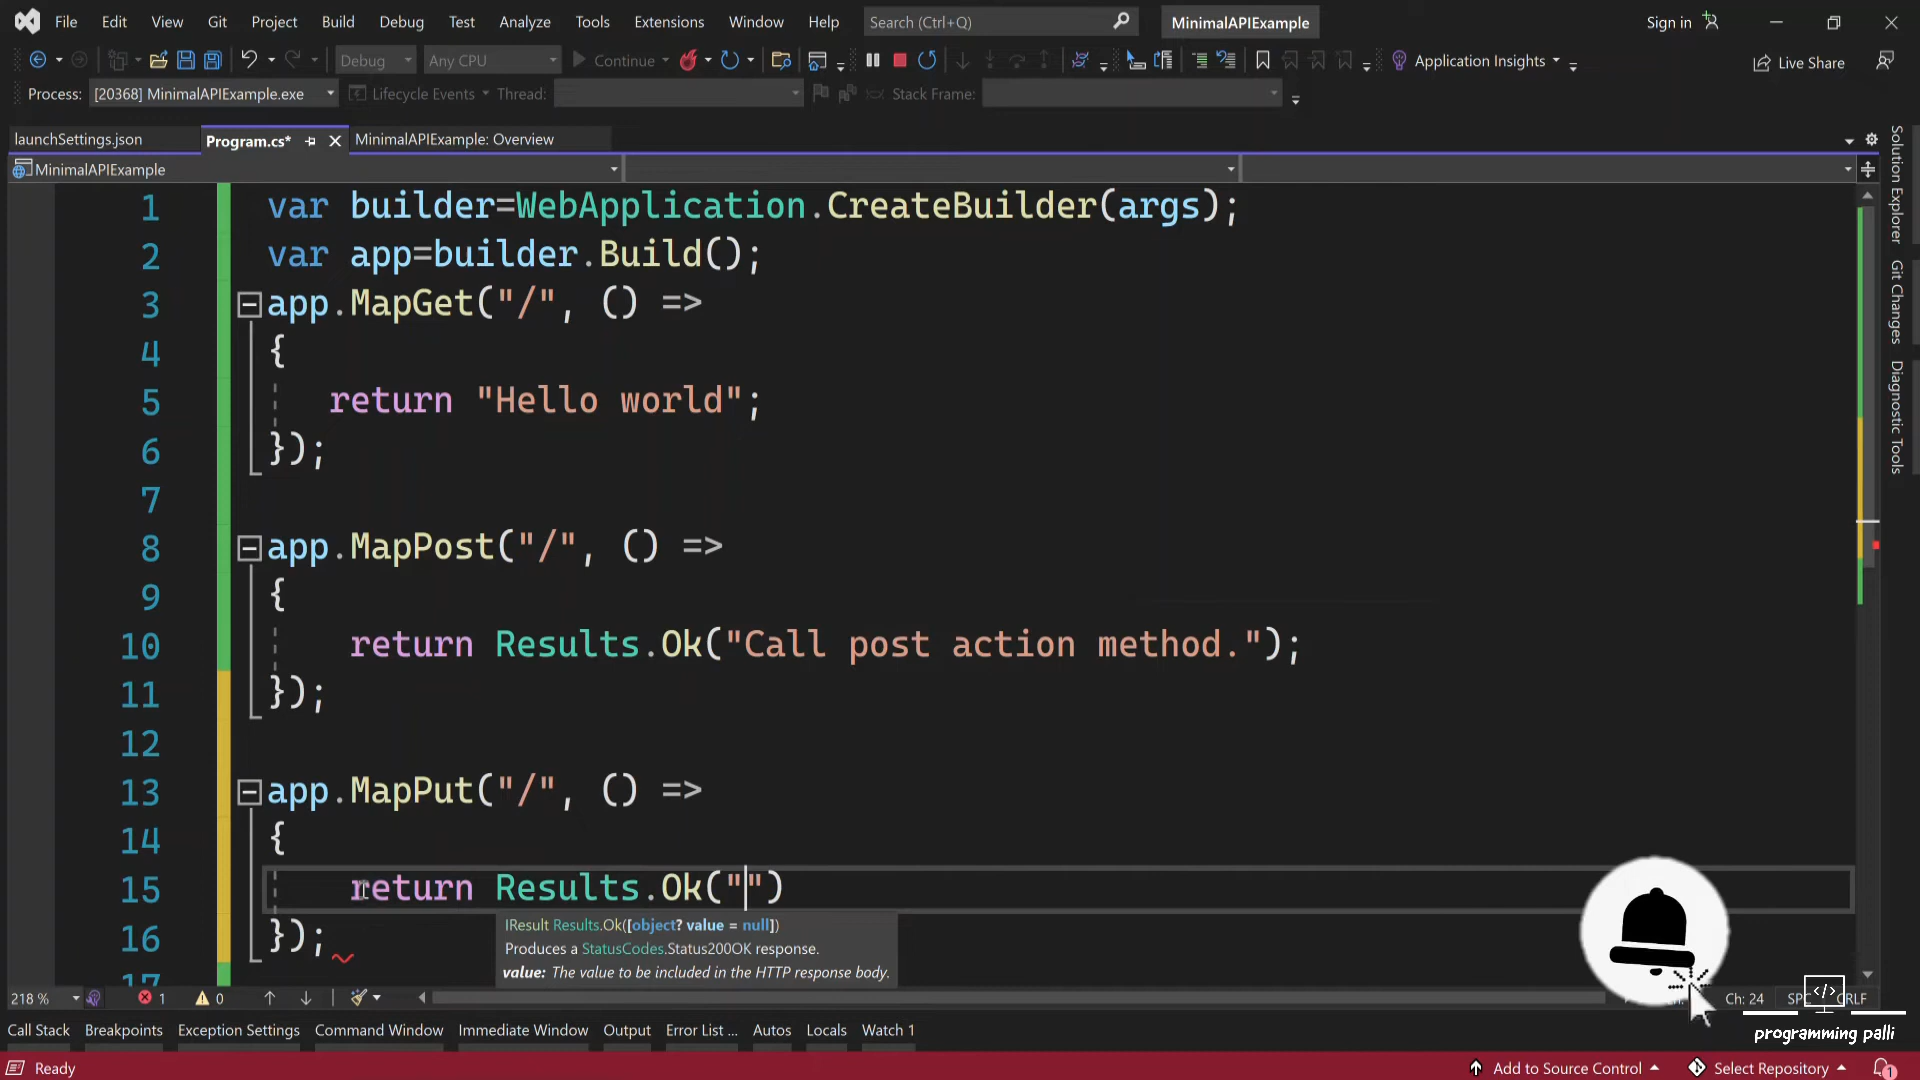 File Edit View Git Project Build Debug Test Analyze Tools Extensions Window Help Search (Ctrl+Q) MinimalAPIExample Sign in
Debug Any CPU Continue Application Insights Live Share
Process: [20368] MinimalAPIExample.exe Lifecycle Events Thread: Stack Frame:
launchSettings.json Program.cs* MinimalAPIExample: Overview
MinimalAPIExample
1 var builder=WebApplication.CreateBuilder(args);
2 var app=builder.Build();
3 app.MapGet("/", () =>
4 {
5 return "Hello world";
6 });
7
8 app.MapPost("/", () =>
9 {
10 return Results.Ok("Call post action method.");
11 });
12
13 app.MapPut("/", () =>
14 {
15 return Results.Ok("")
16 });
IResult Results.Ok([object? value = null])
Produces a StatusCodes.Status200OK response.
value: The value to be included in the HTTP response body.
17
Solution Explorer
Git Changes
Diagnostic Tools
218 % 1 0 Ch: 24 SPC CRLF
Call Stack Breakpoints Exception Settings Command Window Immediate Window Output Error List ... Autos Locals Watch 1
</>
programming palli
Ready Add to Source Control Select Repository 1